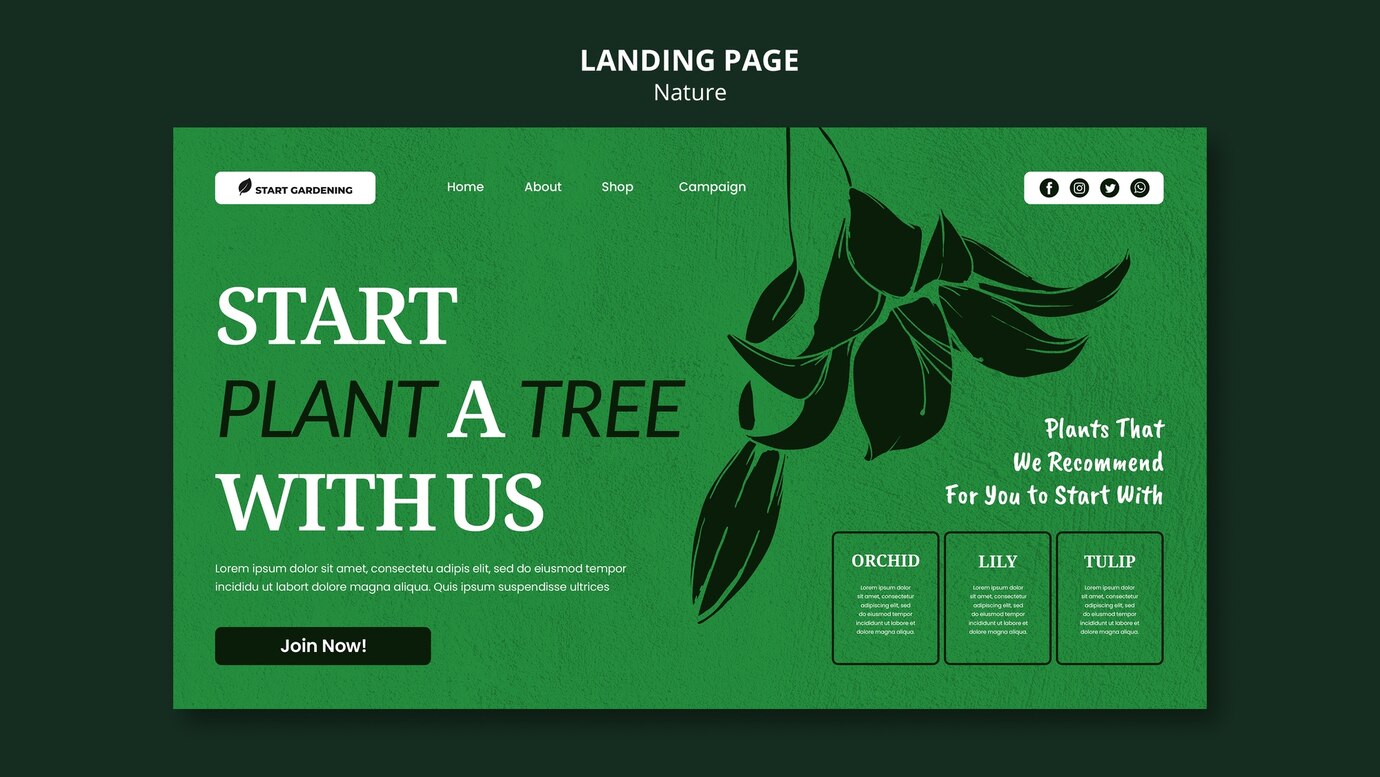 LANDING PAGE
Nature
START GARDENING
Home About Shop Campaign
START
PLANT A TREE
WITH US
Lorem ipsum dolor sit amet, consectetu adipis elit, sed do eiusmod tempor
incididu ut labort dolore magna aliqua. Quis ipsum suspendisse ultrices
Join Now!
Plants That
We Recommend
For You to Start With
ORCHID
Lorem ipsum dolor
sit amet, consectetur
adipiscing elit, sed
do eiusmod tempor
incididunt ut labore et
dolore magna aliqua.
LILY
Lorem ipsum dolor
sit amet, consectetur
adipiscing elit, sed
do eiusmod tempor
incididunt ut labore et
dolore magna aliqua.
TULIP
Lorem ipsum dolor
sit amet, consectetur
adipiscing elit, sed
do eiusmod tempor
incididunt ut labore et
dolore magna aliqua.